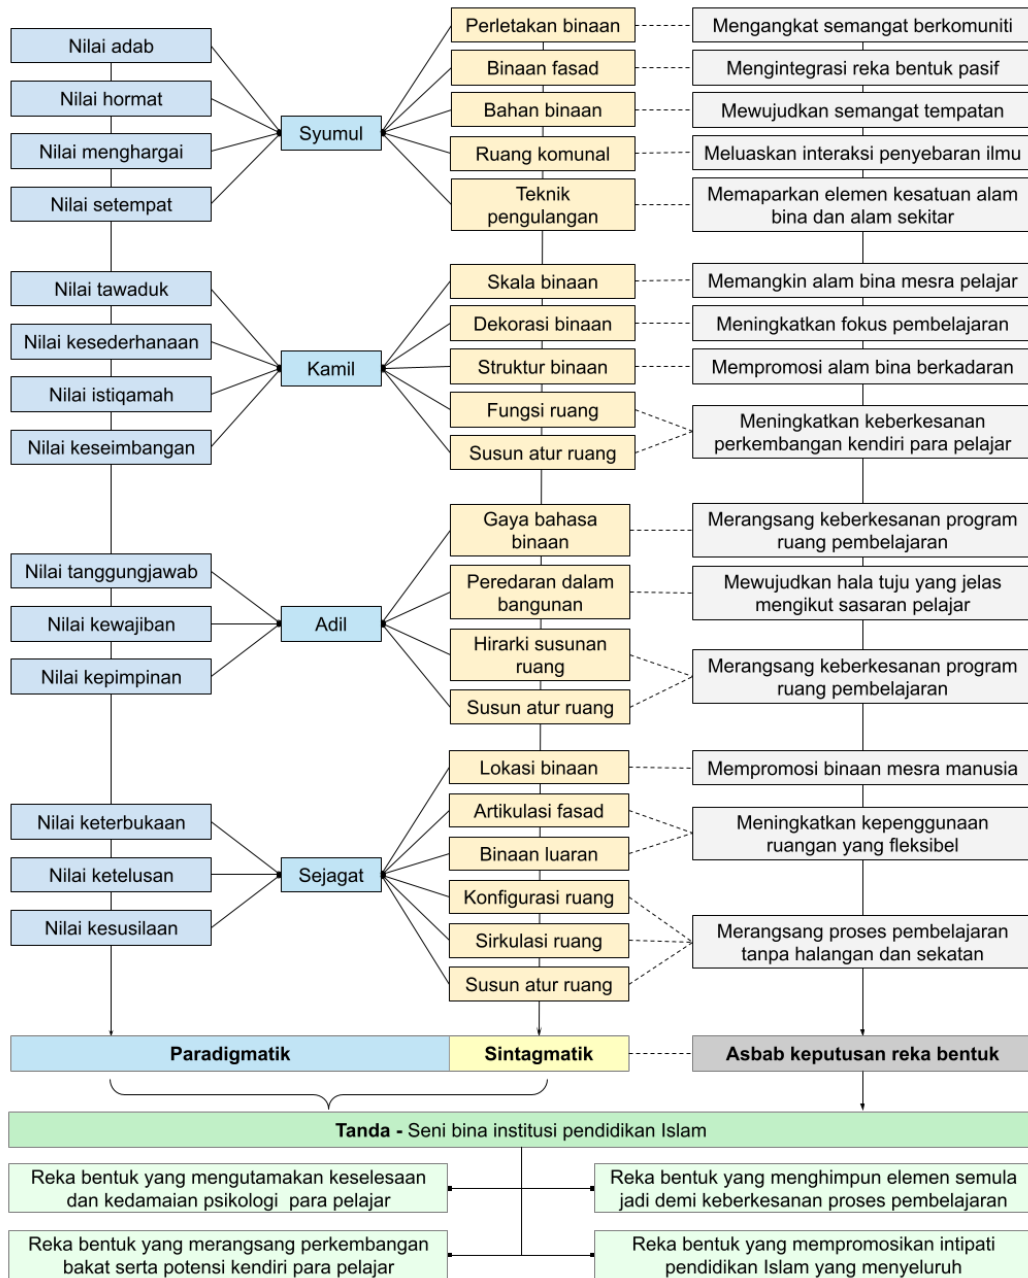 Nilai adab
Nilai hormat
Nilai menghargai
Nilai setempat
Syumul
Perletakan binaan
Binaan fasad
Bahan binaan
Ruang komunal
Teknik
pengulangan
Mengangkat semangat berkomuniti
Mengintegrasi reka bentuk pasif
Mewujudkan semangat tempatan
Meluaskan interaksi penyebaran ilmu
Memaparkan elemen kesatuan alam
bina dan alam sekitar
Nilai tawaduk
Nilai kesederhanaan
Nilai istiqamah
Nilai keseimbangan
Kamil
Skala binaan
Dekorasi binaan
Struktur binaan
Fungsi ruang
Susun atur ruang
Memangkin alam bina mesra pelajar
Meningkatkan fokus pembelajaran
Mempromosi alam bina berkadaran
Meningkatkan keberkesanan
perkembangan kendiri para pelajar
Nilai tanggungjawab
Nilai kewajiban
Nilai kepimpinan
Adil
Gaya bahasa
binaan
Peredaran dalam
bangunan
Hirarki susunan
ruang
Susun atur ruang
Merangsang keberkesanan program
ruang pembelajaran
Mewujudkan hala tuju yang jelas
mengikut sasaran pelajar
Merangsang keberkesanan program
ruang pembelajaran
Nilai keterbukaan
Nilai ketelusan
Nilai kesusilaan
Sejagat
Lokasi binaan
Artikulasi fasad
Binaan luaran
Konfigurasi ruang
Sirkulasi ruang
Susun atur ruang
Mempromosi binaan mesra manusia
Meningkatkan kepenggunaan
ruangan yang fleksibel
Merangsang proses pembelajaran
tanpa halangan dan sekatan
Paradigmatik
Sintagmatik
Asbab keputusan reka bentuk
Tanda - Seni bina institusi pendidikan Islam
Reka bentuk yang mengutamakan keselesaan
dan kedamaian psikologi para pelajar
Reka bentuk yang menghimpun elemen semula
jadi demi keberkesanan proses pembelajaran
Reka bentuk yang merangsang perkembangan
bakat serta potensi kendiri para pelajar
Reka bentuk yang mempromosikan intipati
pendidikan Islam yang menyeluruh